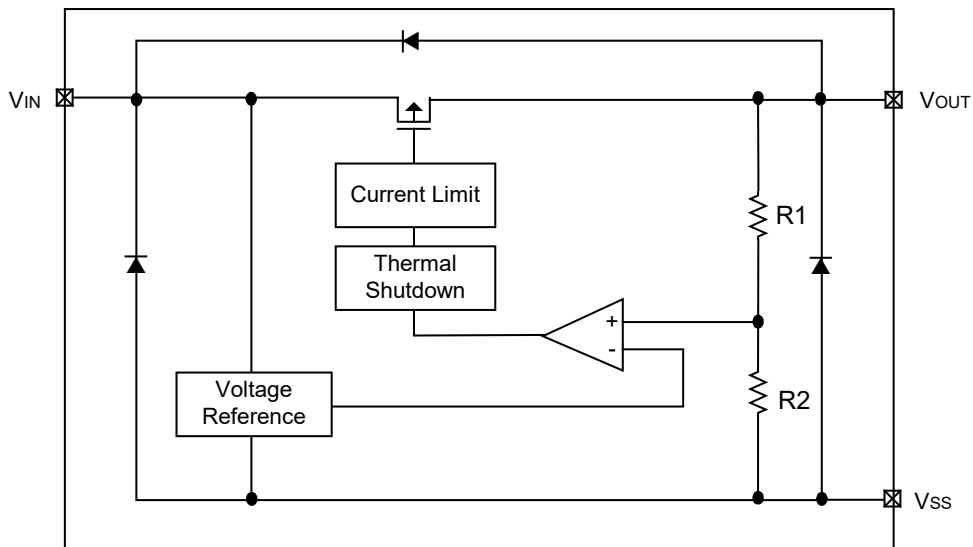 VIN
VOUT
Current Limit
R1
Thermal
Shutdown
+
-
Voltage
Reference
R2
VSS